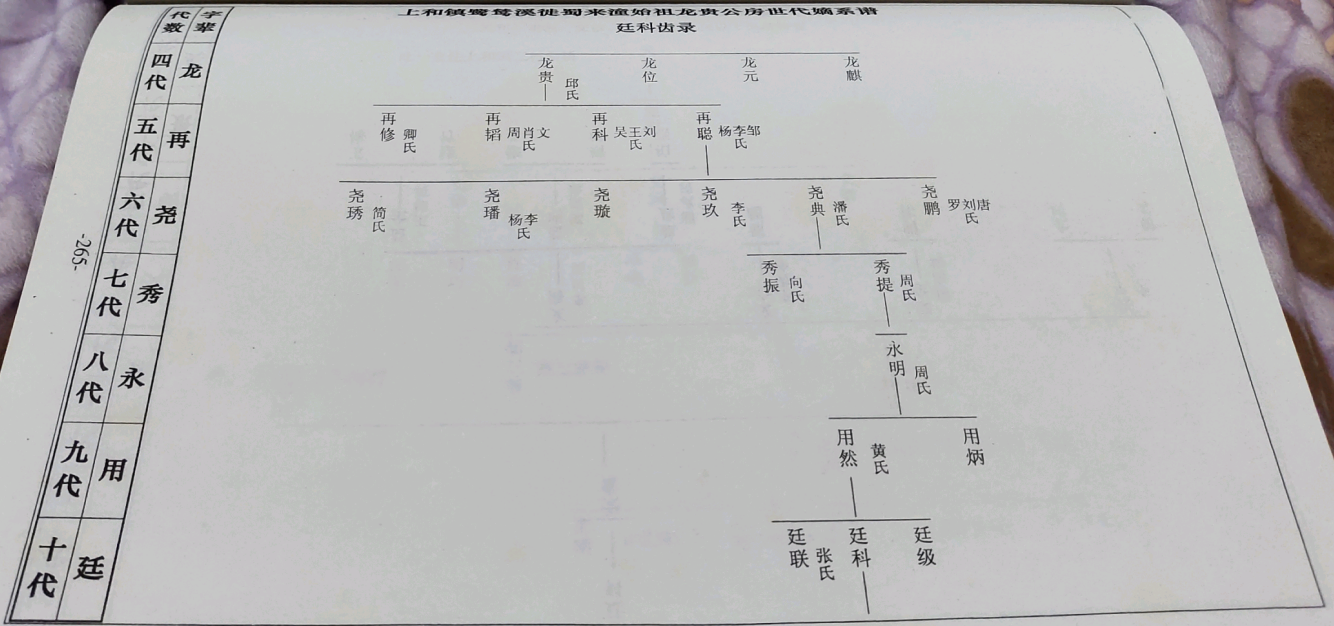 上和镇鹭鸶溪徙蜀来潼始祖龙贵公房世代嫡系谱
廷科齿录
代数 字辈
四代 龙
龙贵 邱氏 龙位 龙元 龙麒
五代 再
再修 卿氏 再韬 周肖文氏 再科 吴王刘氏 再聪 杨李邹氏
六代 尧
尧琇 简氏 尧璠 杨李氏 尧璇 尧玖 李氏 尧典 潘氏 尧鹏 罗刘唐氏
-265-
七代 秀
秀振 向氏 秀提 周氏
八代 永
永明 周氏
九代 用
用然 黄氏 用炳
十代 廷
廷联 张氏 廷科 廷级